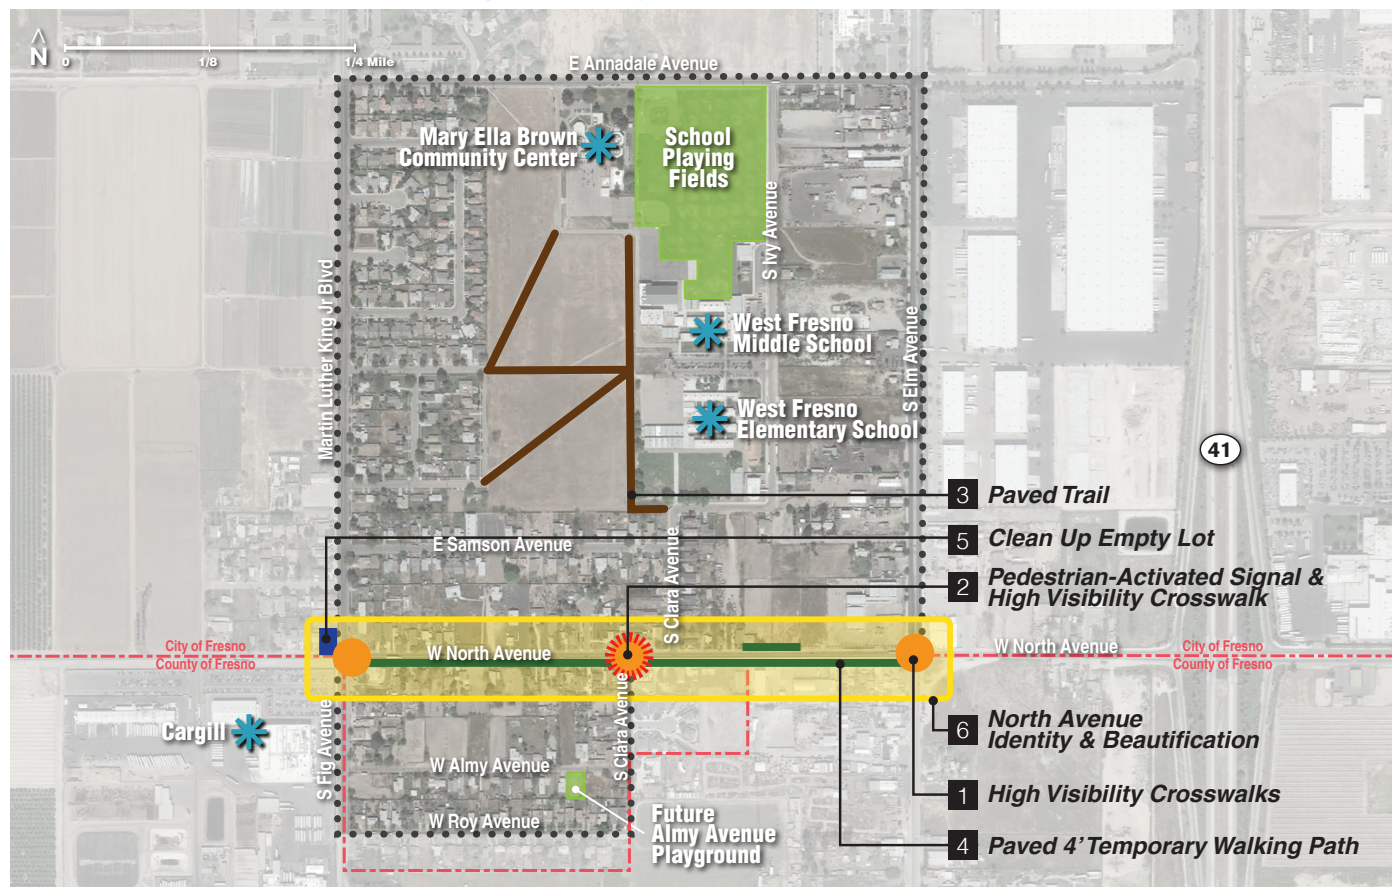 N
0
1/8
1/4 Mile
E Annadale Avenue
Mary Ella Brown
Community Center
School
Playing
Fields
S Ivy Avenue
Martin Luther King Jr Blvd
West Fresno
Middle School
S Elm Avenue
West Fresno
Elementary School
41
3 Paved Trail
E Samson Avenue
5 Clean Up Empty Lot
S Clara Avenue
2 Pedestrian-Activated Signal &
High Visibility Crosswalk
City of Fresno
County of Fresno
W North Avenue
W North Avenue
City of Fresno
County of Fresno
Cargill
S Fig Avenue
S Clara Avenue
6 North Avenue
Identity & Beautification
W Almy Avenue
1 High Visibility Crosswalks
W Roy Avenue
Future
Almy Avenue
Playground
4 Paved 4' Temporary Walking Path